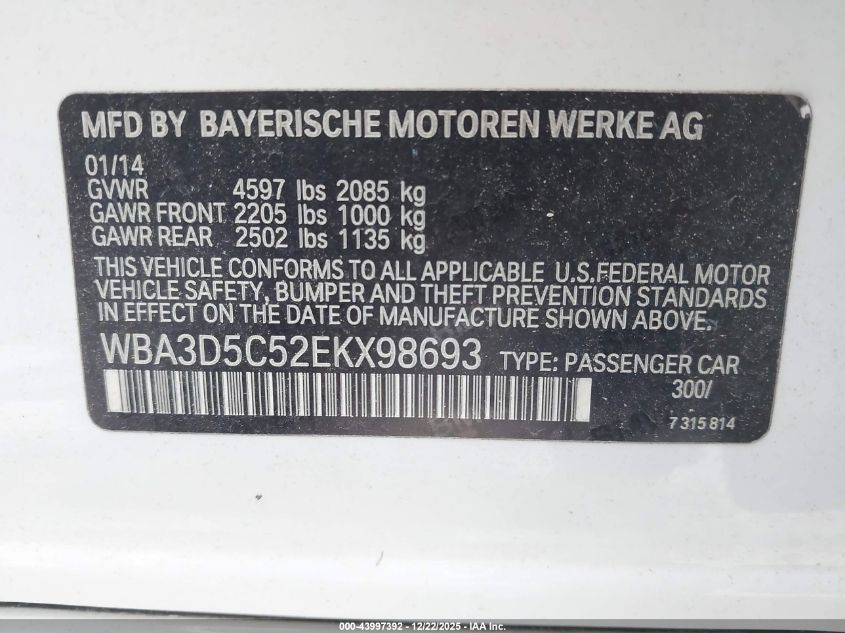 MFD BY BAYERISCHE MOTOREN WERKE AG
01/14
GVWR 4597 lbs 2085 kg
GAWR FRONT 2205 lbs 1000 kg
GAWR REAR 2502 lbs 1135 kg
THIS VEHICLE CONFORMS TO ALL APPLICABLE U.S.FEDERAL MOTOR
VEHICLE SAFETY, BUMPER AND THEFT PREVENTION STANDARDS
IN EFFECT ON THE DATE OF MANUFACTURE SHOWN ABOVE.
WBA3D5C52EKX98693 TYPE: PASSENGER CAR
300/
7 315 814
000-43997392 - 12/22/2025 - IAA Inc.